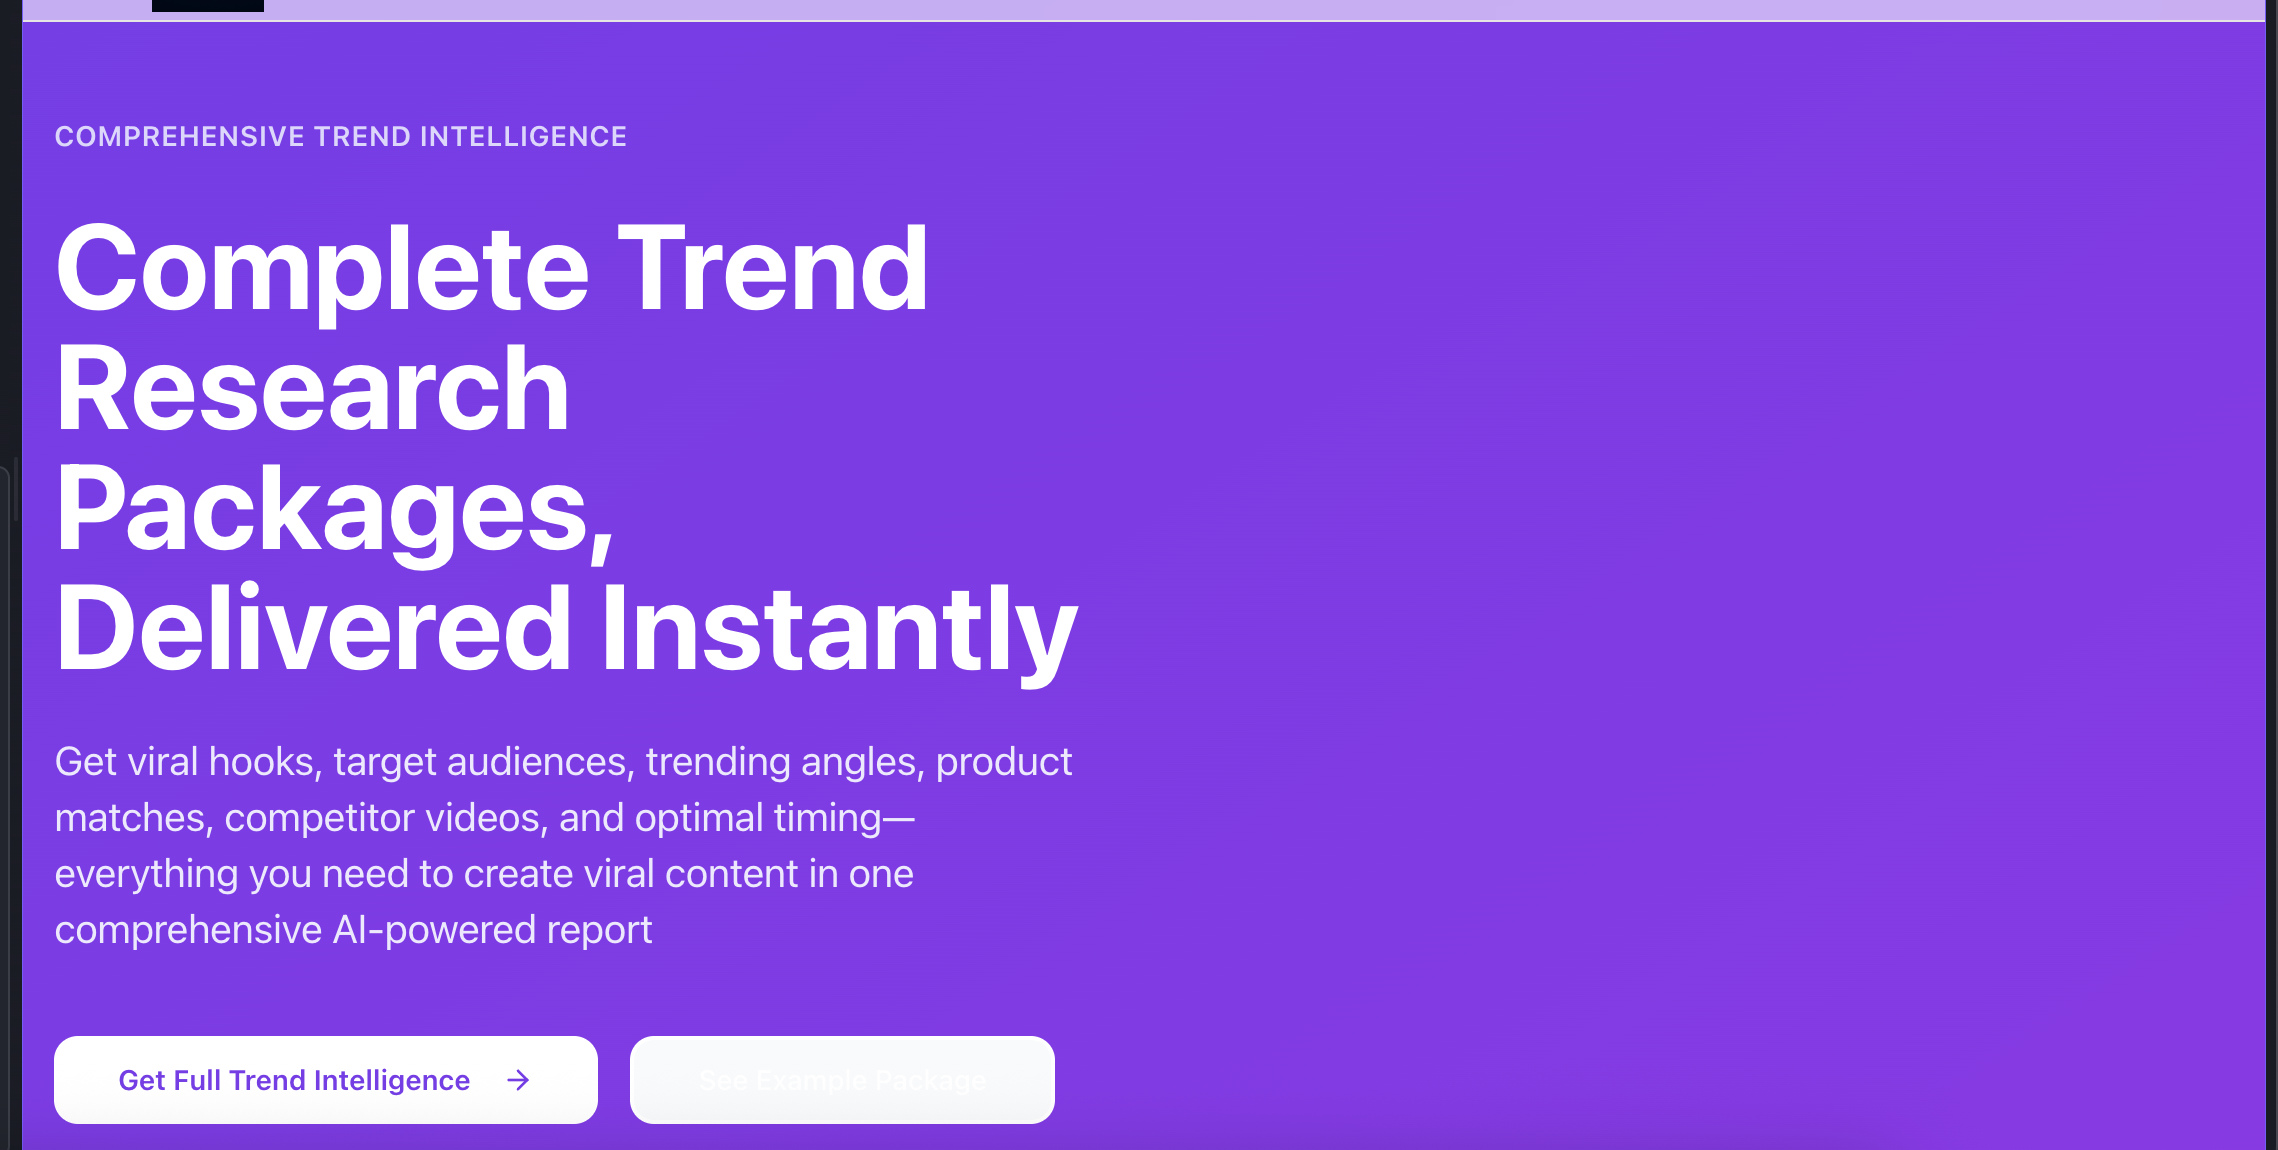 COMPREHENSIVE TREND INTELLIGENCE
Complete Trend
Research
Packages,
Delivered Instantly
Get viral hooks, target audiences, trending angles, product
matches, competitor videos, and optimal timing—
everything you need to create viral content in one
comprehensive AI-powered report
Get Full Trend Intelligence →
See Example Package